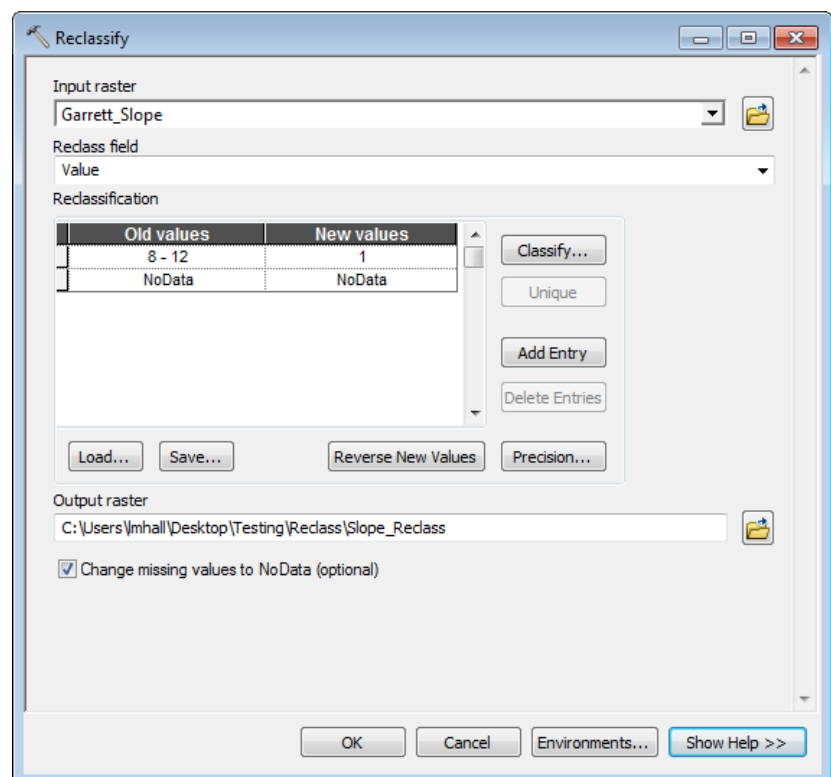 Reclassify
Input raster
Garrett_Slope
Reclass field
Value
Reclassification
Old values New values
8 - 12 1
NoData NoData
Classify...
Unique
Add Entry
Delete Entries
Load... Save... Reverse New Values Precision...
Output raster
C:\Users\lmhall\Desktop\Testing\Reclass\Slope_Reclass
Change missing values to NoData (optional)
OK Cancel Environments... Show Help >>